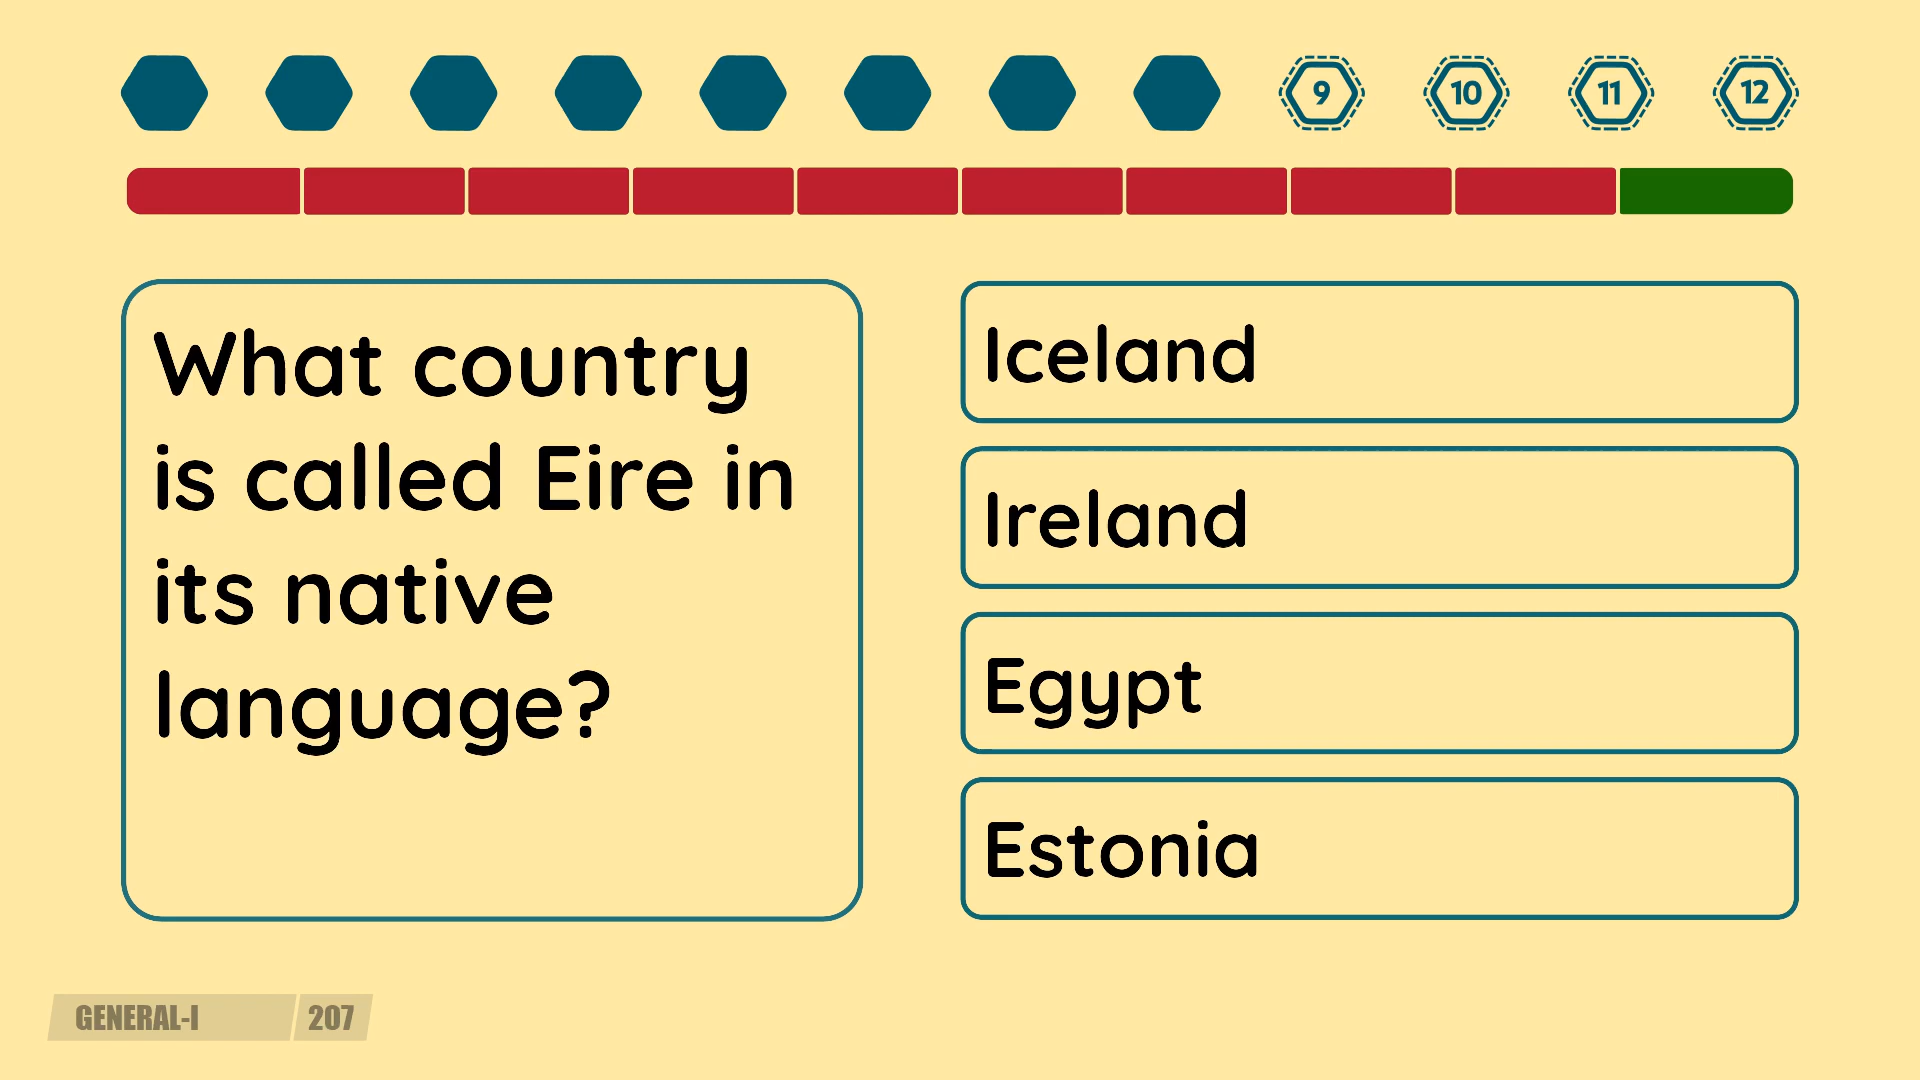 9 10 11 12
What country
is called Eire in
its native
language?
Iceland
Ireland
Egypt
Estonia
GENERAL-I 207